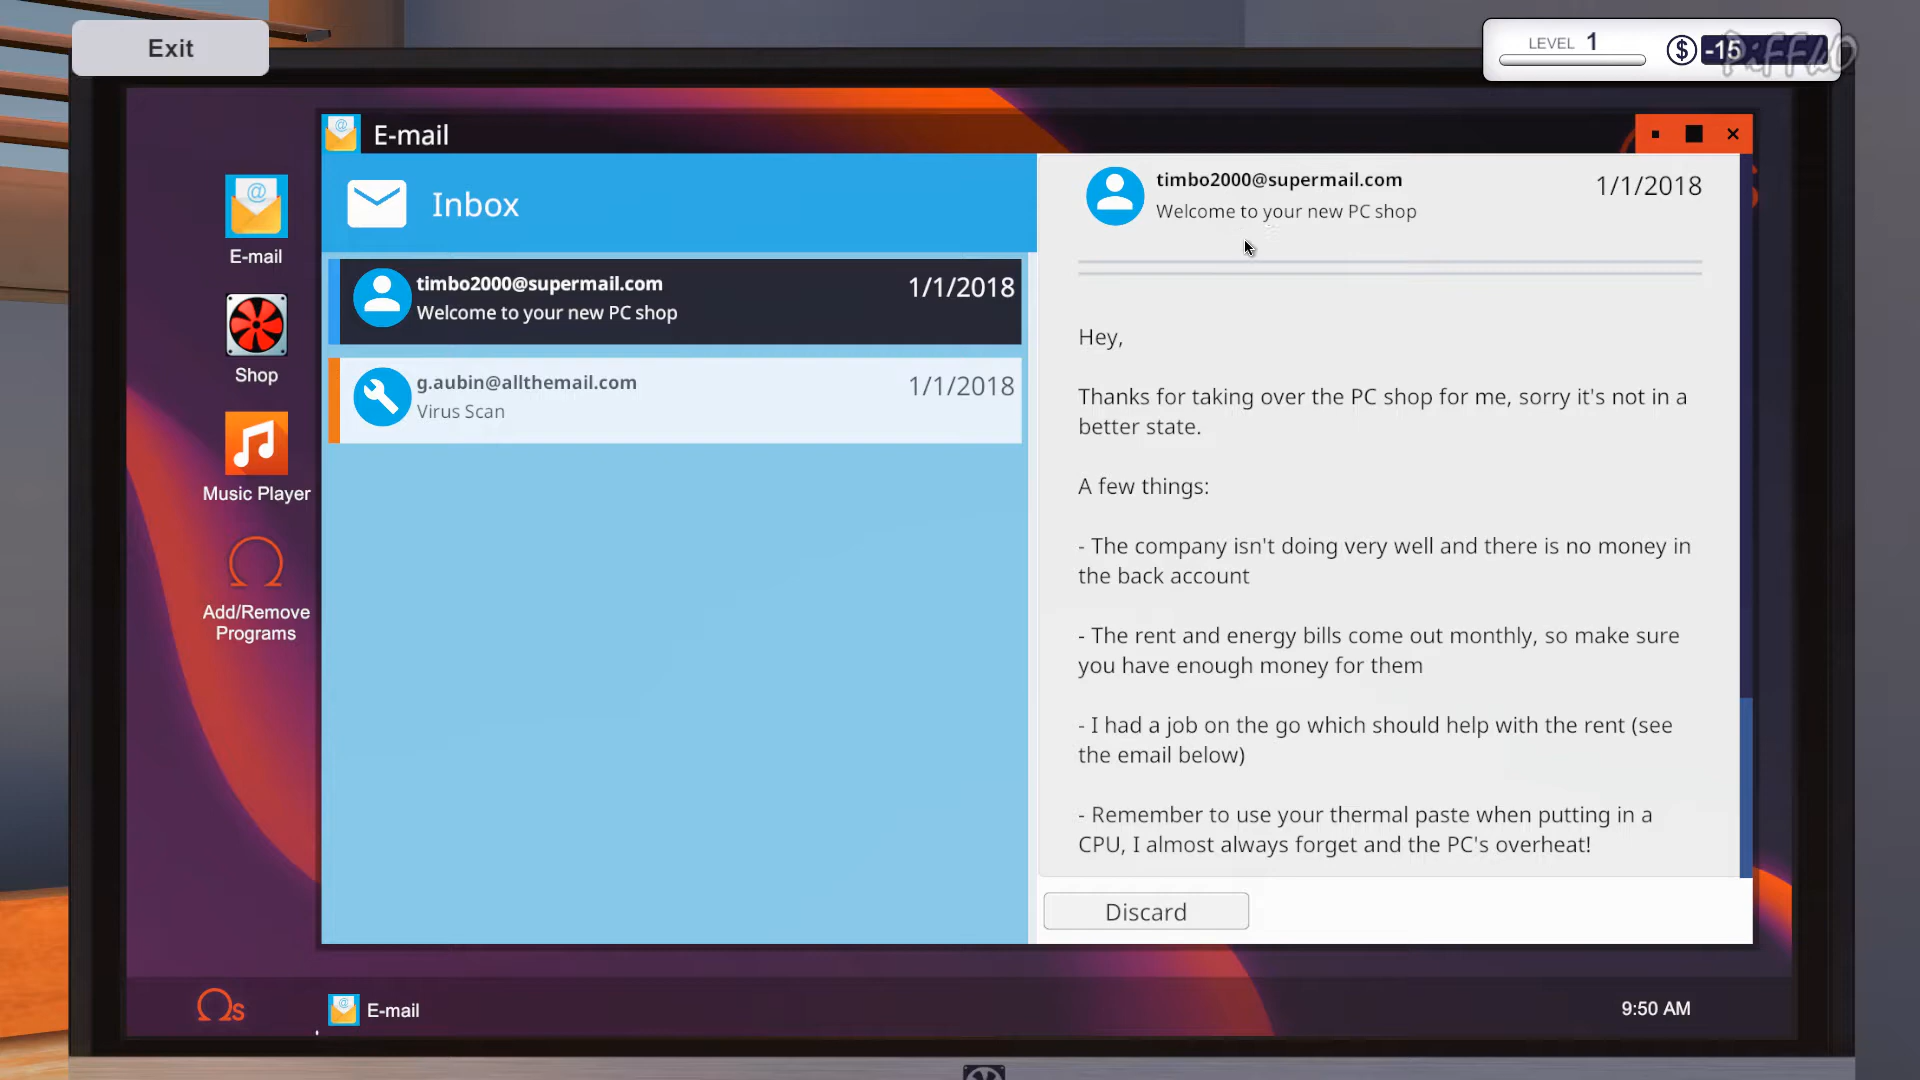 Exit
LEVEL 1
$ -15
E-mail
Inbox
timbo2000@supermail.com
1/1/2018
Welcome to your new PC shop
g.aubin@allthemail.com
1/1/2018
Virus Scan
timbo2000@supermail.com
1/1/2018
Welcome to your new PC shop
Hey,
Thanks for taking over the PC shop for me, sorry it's not in a
better state.
A few things:
- The company isn't doing very well and there is no money in
the back account
- The rent and energy bills come out monthly, so make sure
you have enough money for them
- I had a job on the go which should help with the rent (see
the email below)
- Remember to use your thermal paste when putting in a
CPU, I almost always forget and the PC's overheat!
Discard
E-mail
Shop
Music Player
Add/Remove
Programs
Ωs
E-mail
9:50 AM